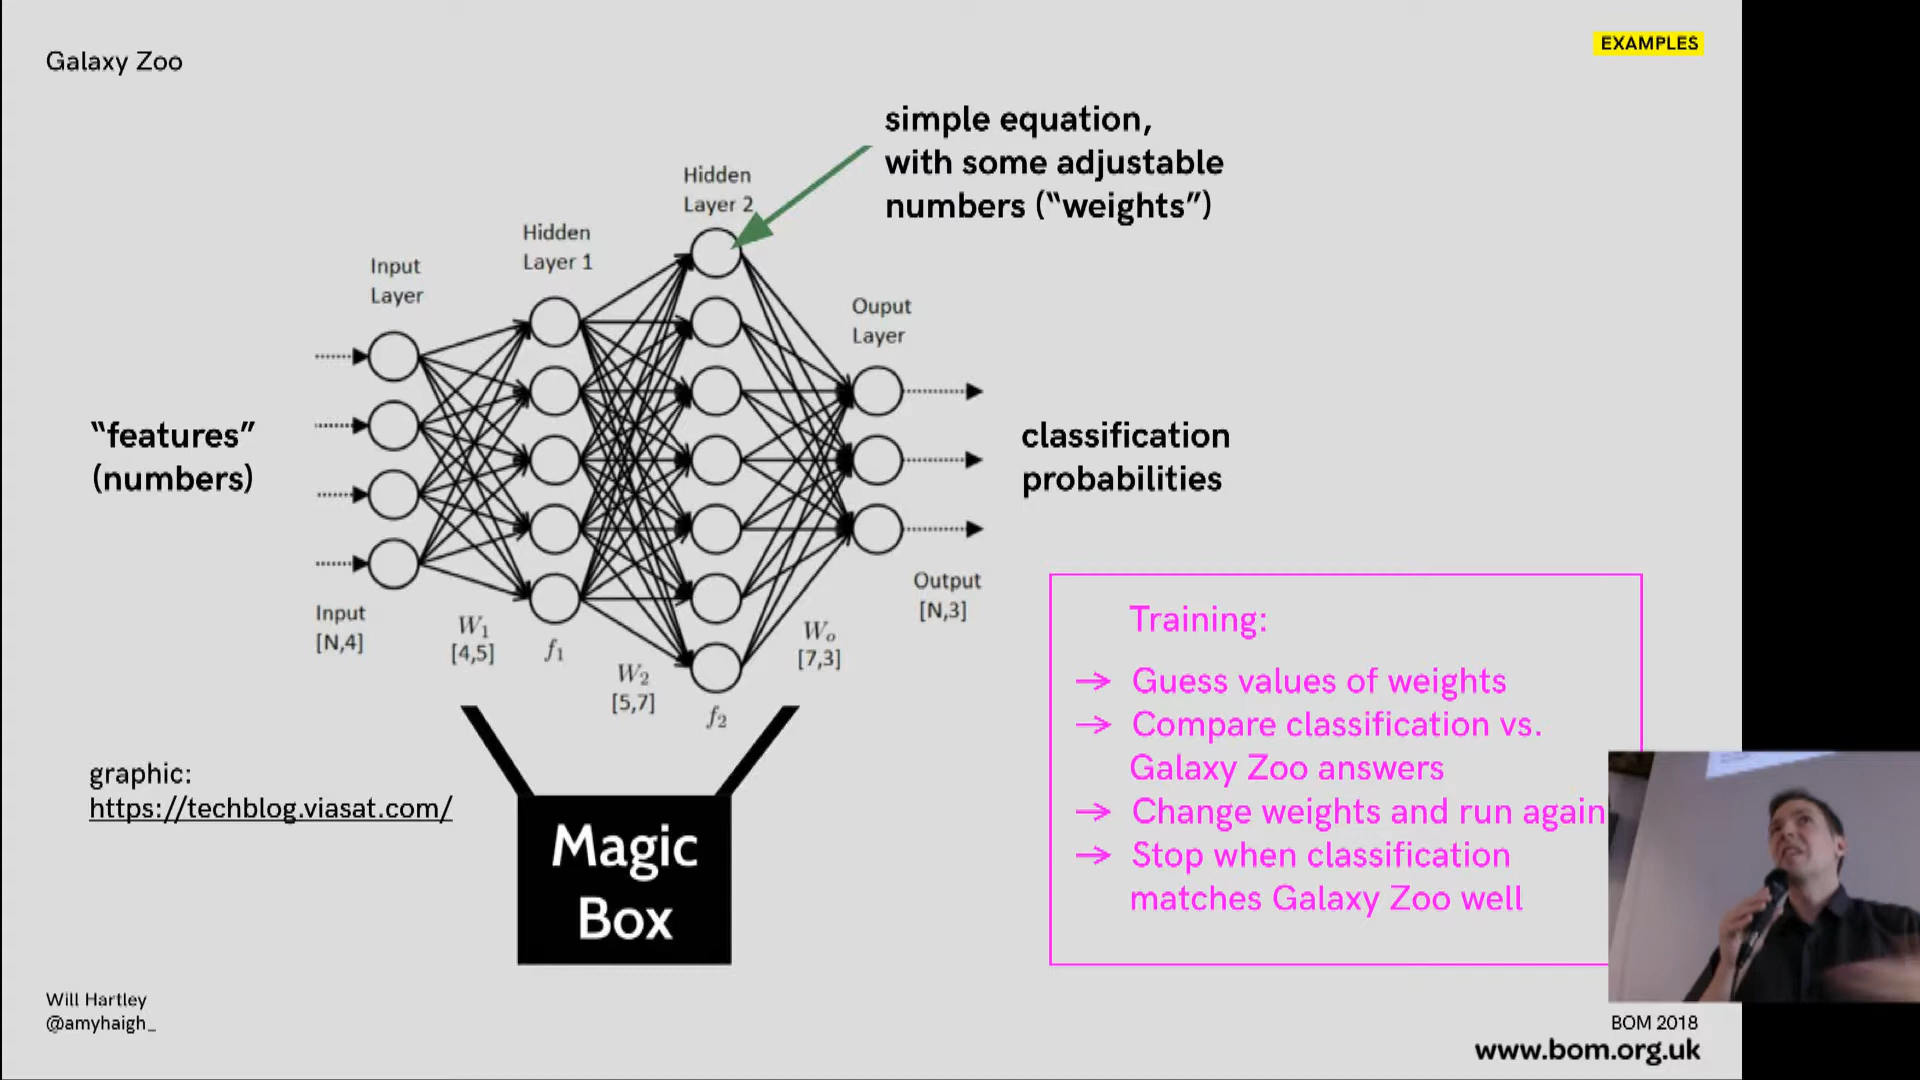 Galaxy Zoo
EXAMPLES
simple equation,
with some adjustable
numbers (“weights”)
Hidden
Layer 2
Hidden
Layer 1
Input
Layer
Ouput
Layer
“features”
(numbers)
classification
probabilities
Input
[N,4]
W1
[4,5]
f1
W2
[5,7]
f2
Wo
[7,3]
Output
[N,3]
Training:
→ Guess values of weights
→ Compare classification vs.
Galaxy Zoo answers
→ Change weights and run again
→ Stop when classification
matches Galaxy Zoo well
graphic:
https://techblog.viasat.com/
Magic
Box
Will Hartley
@amyhaigh_
BOM 2018
www.bom.org.uk